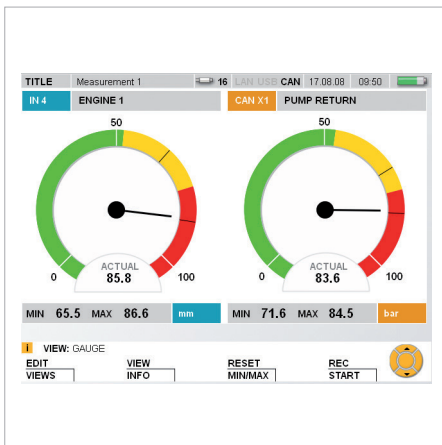 TITLE Measurement 1 16 LAN USB CAN 17.08.08 09:50
IN 4 ENGINE 1
50
0 100
ACTUAL
85.8
MIN 65.5 MAX 86.6 mm
CAN X1 PUMP RETURN
50
0 100
ACTUAL
83.6
MIN 71.6 MAX 84.5 bar
i VIEW: GAUGE
EDIT VIEW RESET REC
VIEWS INFO MIN/MAX START